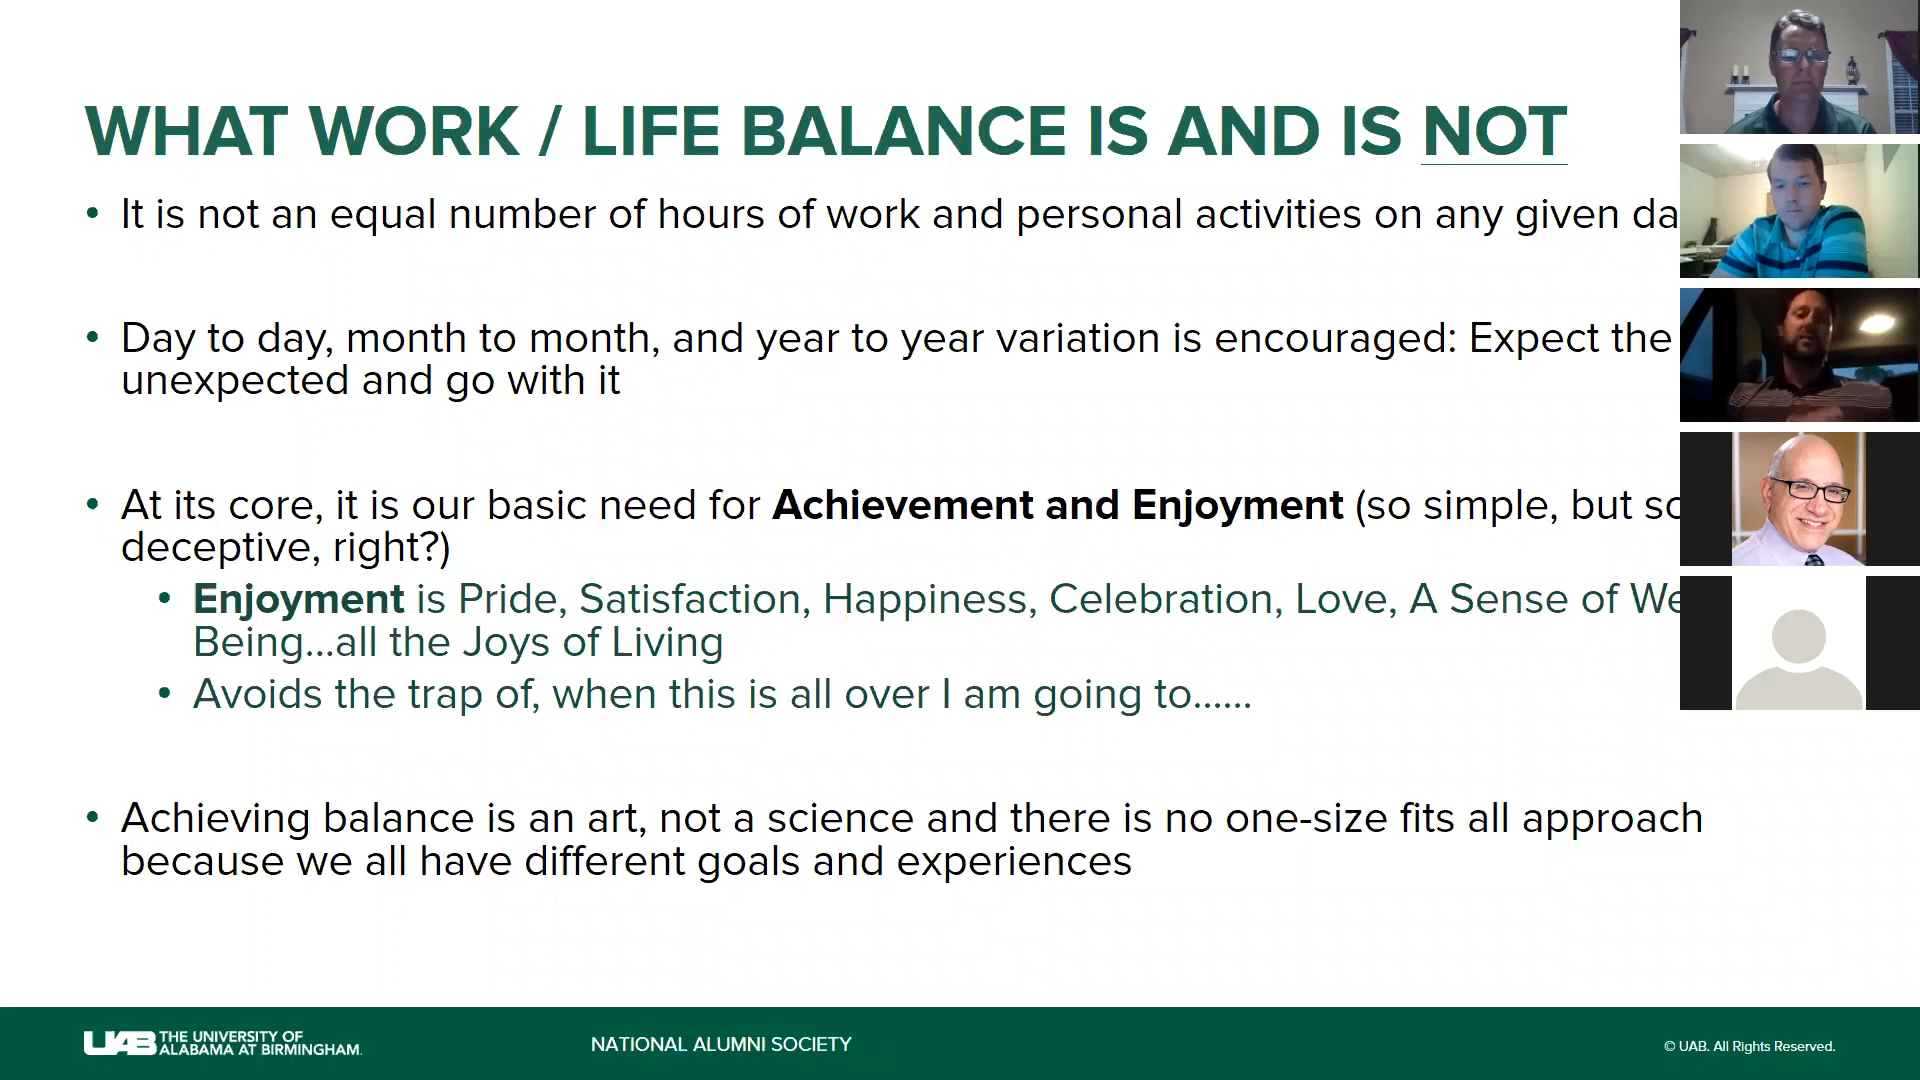 WHAT WORK / LIFE BALANCE IS AND IS NOT
• It is not an equal number of hours of work and personal activities on any given da
• Day to day, month to month, and year to year variation is encouraged: Expect the
unexpected and go with it
• At its core, it is our basic need for Achievement and Enjoyment (so simple, but so
deceptive, right?)
• Enjoyment is Pride, Satisfaction, Happiness, Celebration, Love, A Sense of We
Being...all the Joys of Living
• Avoids the trap of, when this is all over I am going to......
• Achieving balance is an art, not a science and there is no one-size fits all approach
because we all have different goals and experiences
UAB THE UNIVERSITY OF
ALABAMA AT BIRMINGHAM.
NATIONAL ALUMNI SOCIETY
© UAB. All Rights Reserved.